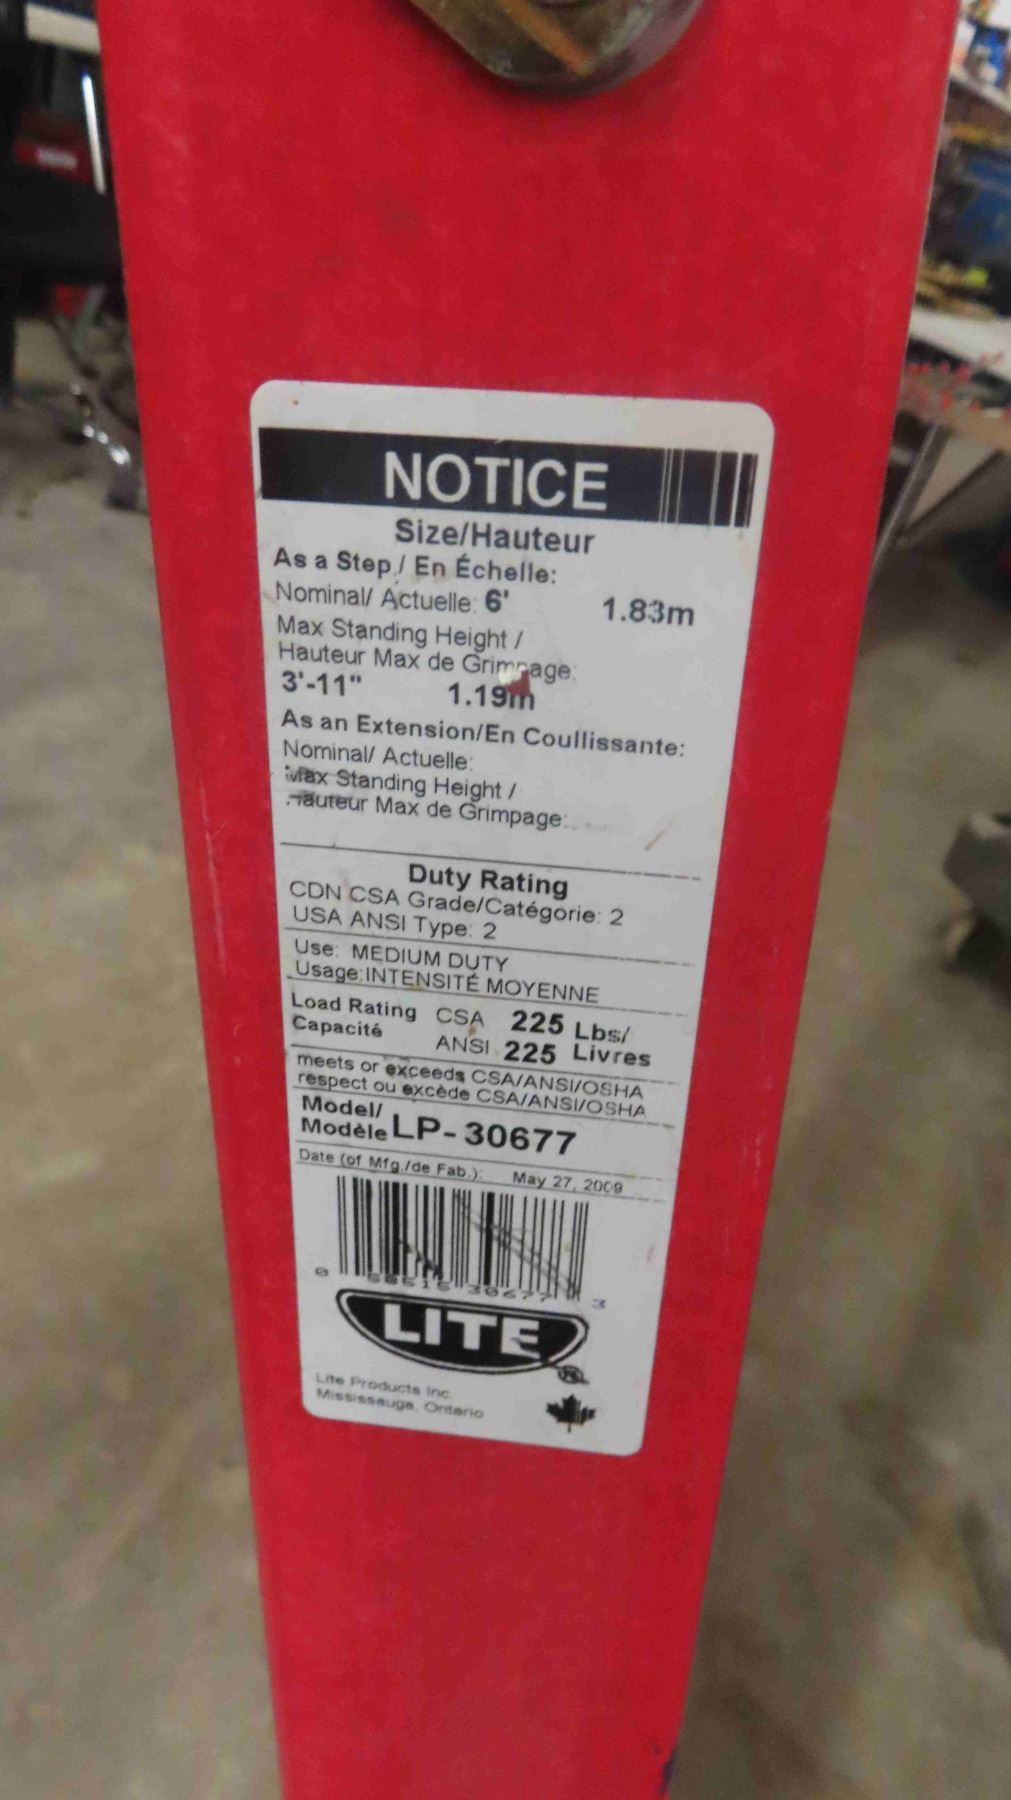 NOTICE
Size/Hauteur
As a Step / En Échelle:
Nominal/ Actuelle: 6' 1.83m
Max Standing Height /
Hauteur Max de Grimpage:
3'-11" 1.19m
As an Extension/En Coullissante:
Nominal/ Actuelle:
Max Standing Height /
Hauteur Max de Grimpage:
Duty Rating
CDN CSA Grade/Catégorie: 2
USA ANSI Type: 2
Use: MEDIUM DUTY
Usage:INTENSITÉ MOYENNE
Load Rating CSA 225 Lbs/
Capacité ANSI 225 Livres
meets or exceeds CSA/ANSI/OSHA
respect ou excède CSA/ANSI/OSHA
Model/
Modèle LP-30677
Date (of Mfg./de Fab.): May 27, 2009
0 68515 30677 3
LITE
Lite Products Inc.
Mississauga, Ontario